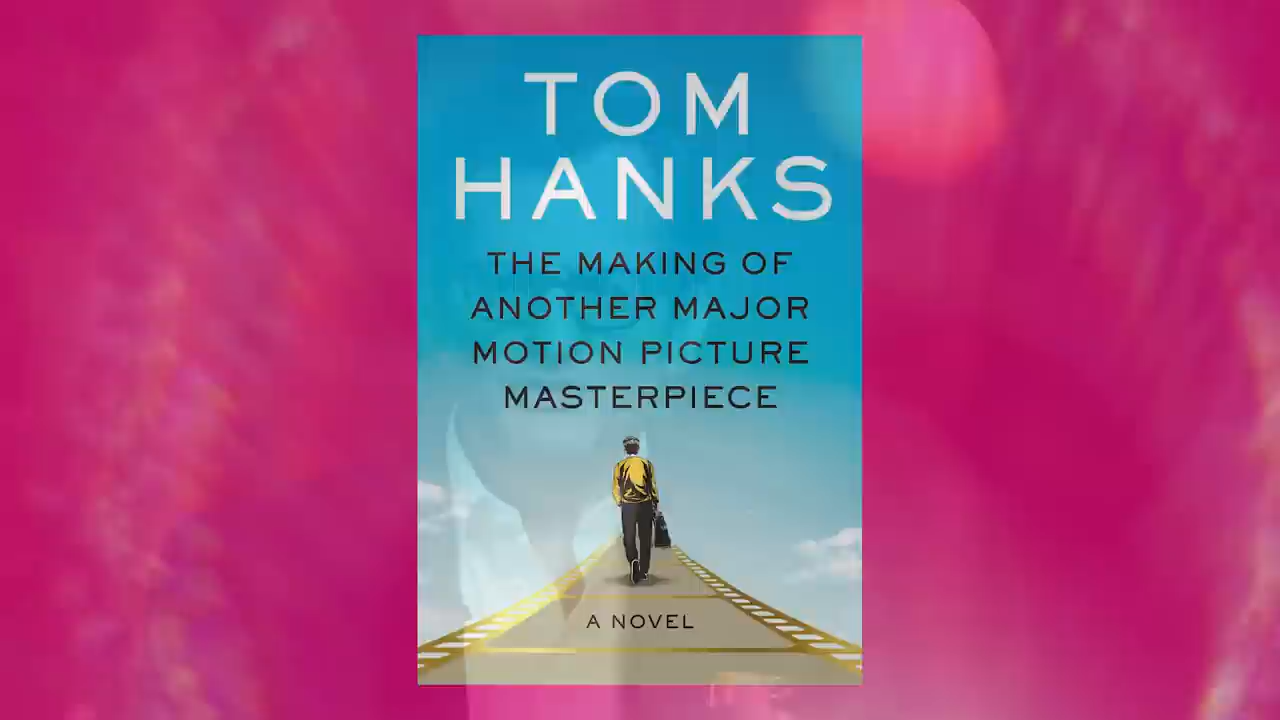 TOM
HANKS
THE MAKING OF
ANOTHER MAJOR
MOTION PICTURE
MASTERPIECE
A NOVEL